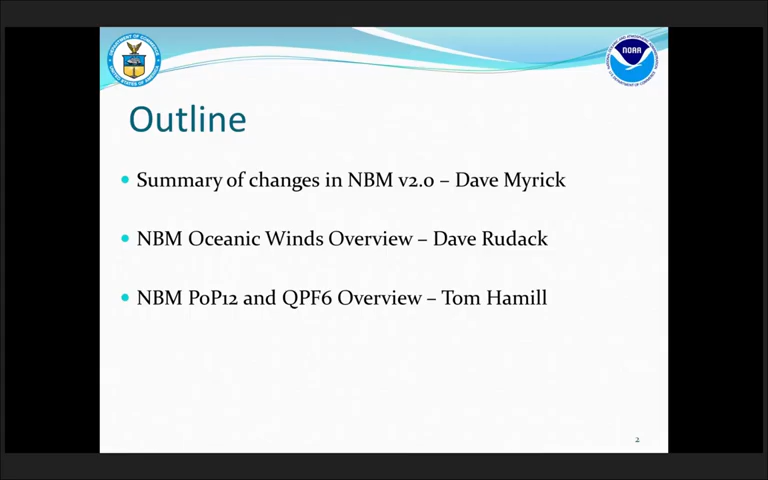 NOAA
Outline
Summary of changes in NBM v2.0 – Dave Myrick
NBM Oceanic Winds Overview – Dave Rudack
NBM PoP12 and QPF6 Overview – Tom Hamill
2